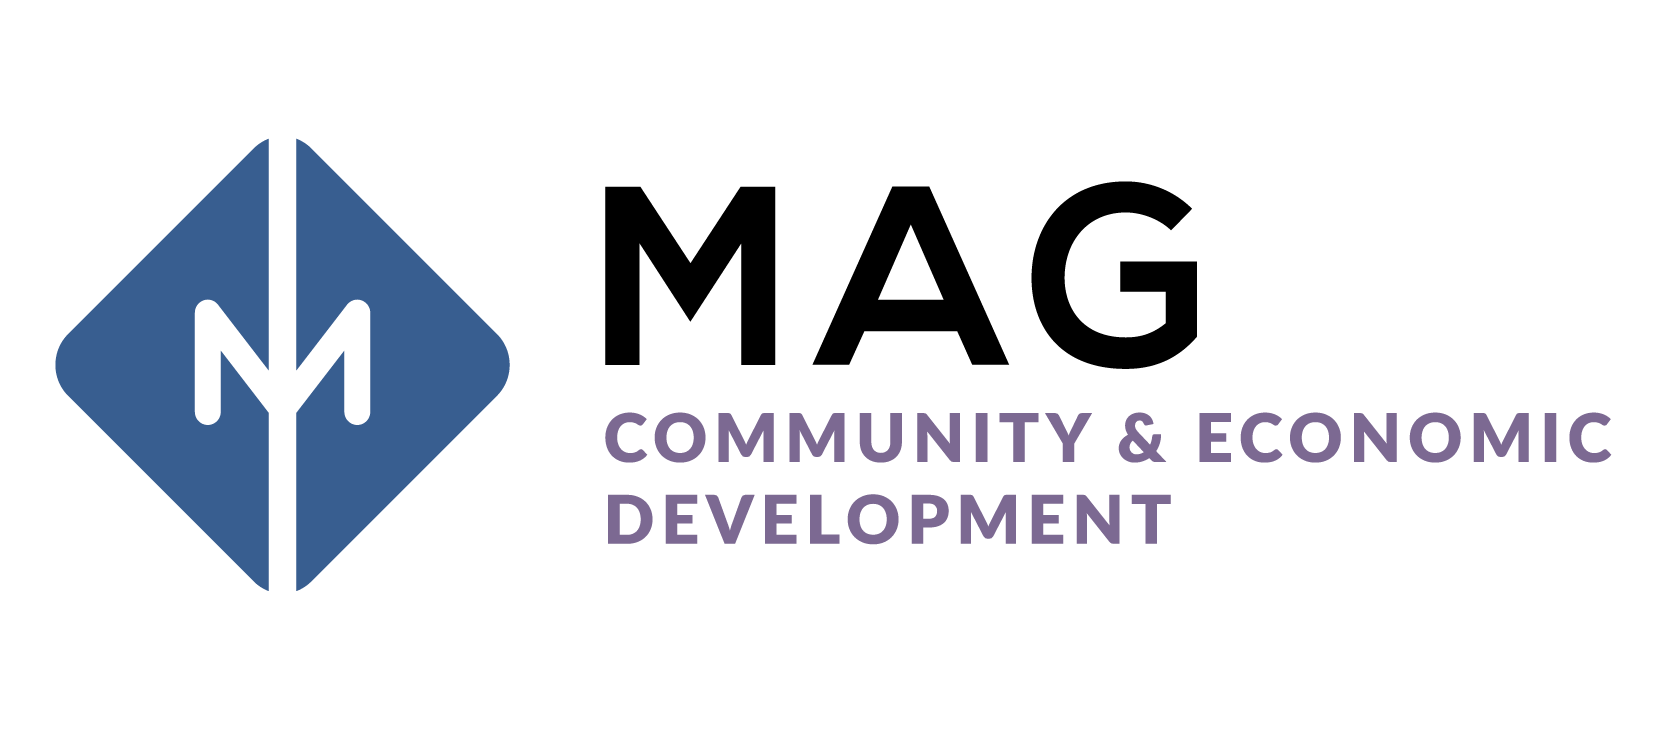 M
MAG
COMMUNITY & ECONOMIC
DEVELOPMENT